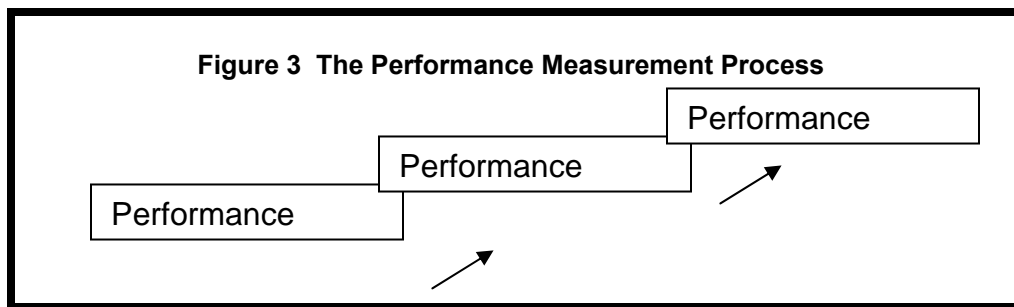 Figure 3 The Performance Measurement Process
Performance
Performance
Performance